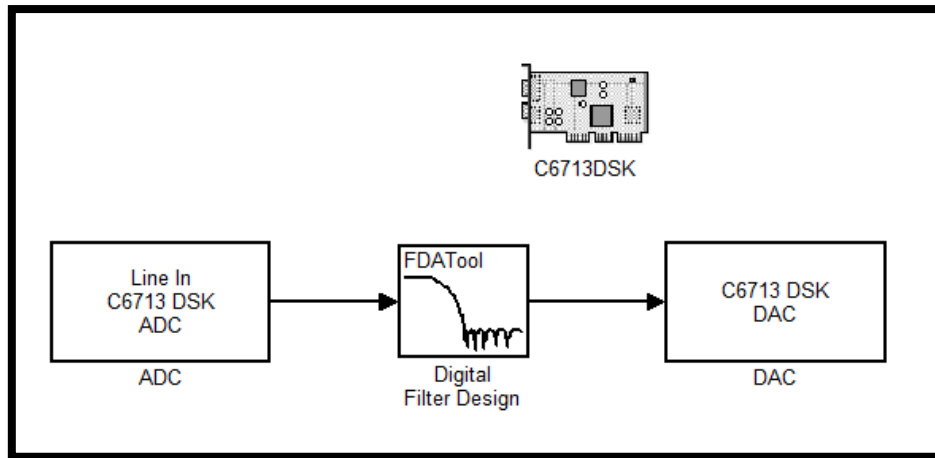 C6713DSK
Line In
C6713 DSK
ADC
ADC
FDATool
Digital
Filter Design
C6713 DSK
DAC
DAC